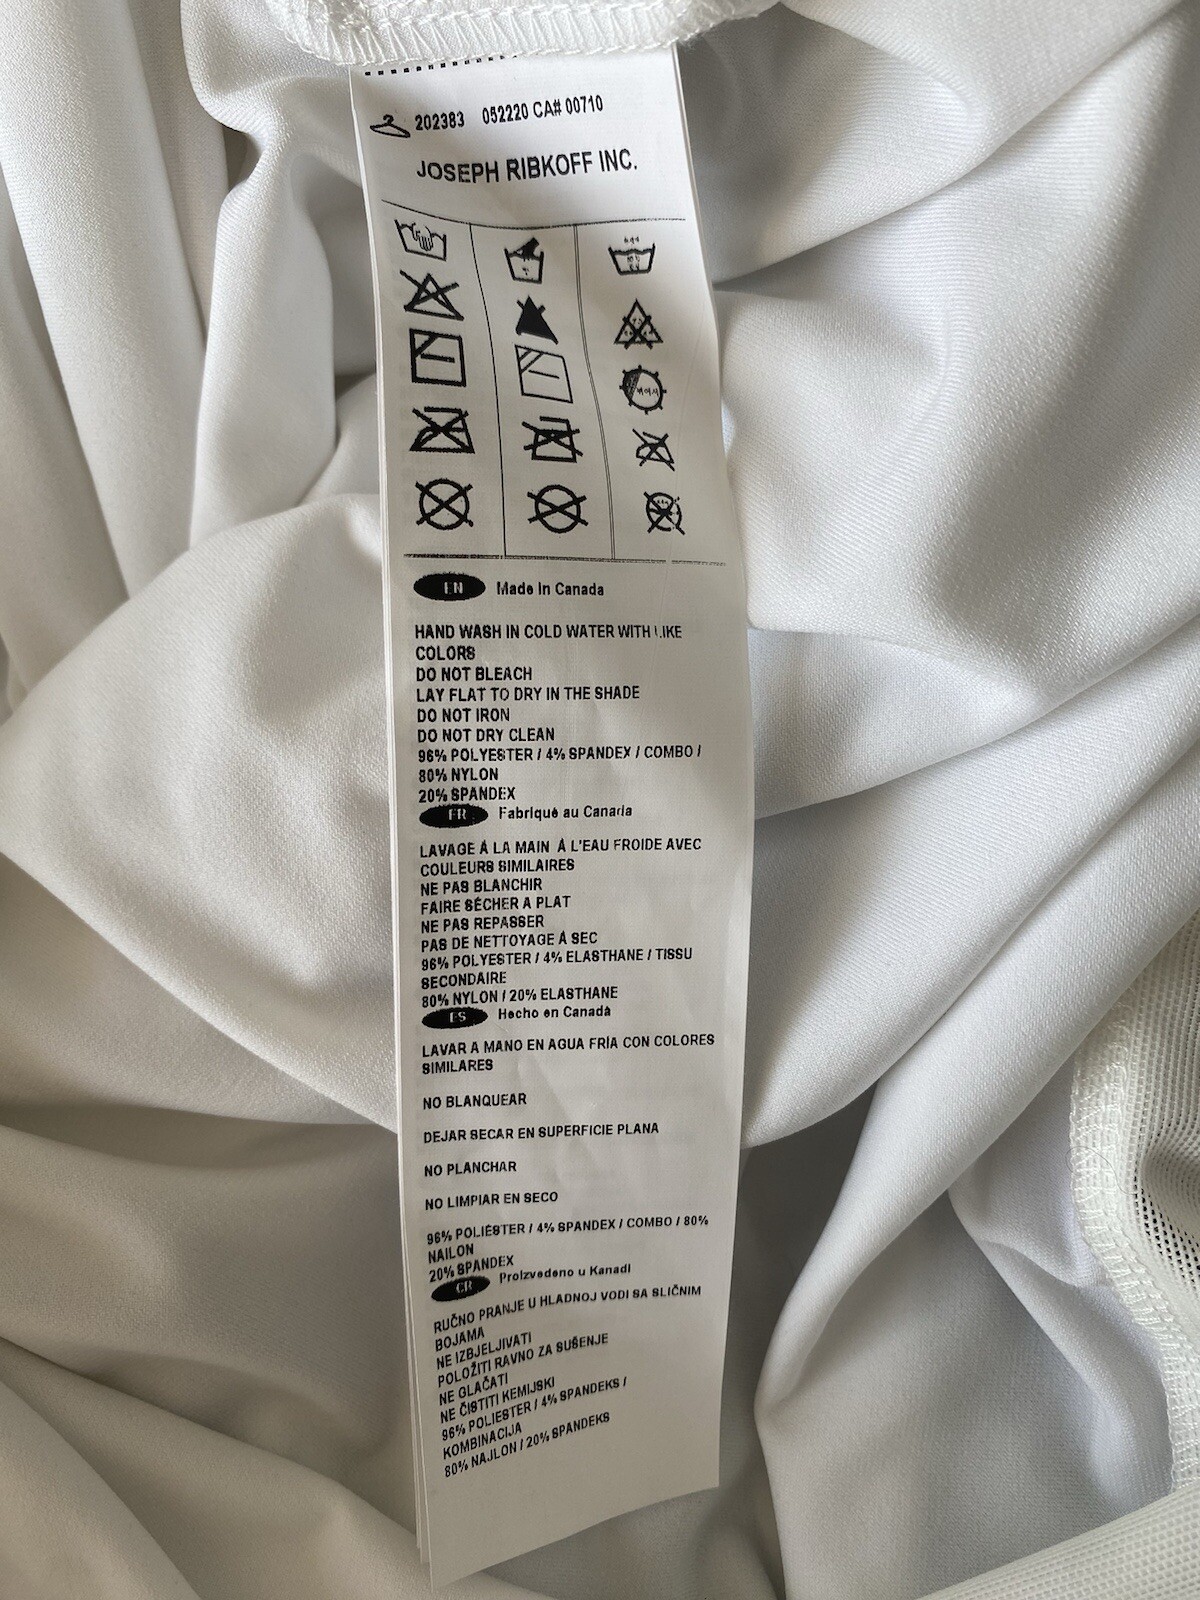 202383 052220 CA# 00710
JOSEPH RIBKOFF INC.
EN Made in Canada
HAND WASH IN COLD WATER WITH LIKE
COLORS
DO NOT BLEACH
LAY FLAT TO DRY IN THE SHADE
DO NOT IRON
DO NOT DRY CLEAN
96% POLYESTER / 4% SPANDEX / COMBO /
80% NYLON
20% SPANDEX
FR Fabriqué au Canada
LAVAGE À LA MAIN À L'EAU FROIDE AVEC
COULEURS SIMILAIRES
NE PAS BLANCHIR
FAIRE SÉCHER A PLAT
NE PAS REPASSER
PAS DE NETTOYAGE À SEC
96% POLYESTER / 4% ELASTHANE / TISSU
SECONDAIRE
80% NYLON / 20% ELASTHANE
ES Hecho en Canadá
LAVAR A MANO EN AGUA FRÍA CON COLORES
SIMILARES
NO BLANQUEAR
DEJAR SECAR EN SUPERFICIE PLANA
NO PLANCHAR
NO LIMPIAR EN SECO
96% POLIÉSTER / 4% SPANDEX / COMBO / 80%
NAILON
20% SPANDEX
CR Proizvedeno u Kanadi
RUČNO PRANJE U HLADNOJ VODI SA SLIČNIM
BOJAMA
NE IZBJELJIVATI
POLOŽITI RAVNO ZA SUŠENJE
NE GLAČATI
NE ČISTITI KEMIJSKI
96% POLIESTER / 4% SPANDEKS /
KOMBINACIJA
80% NAJLON / 20% SPANDEKS